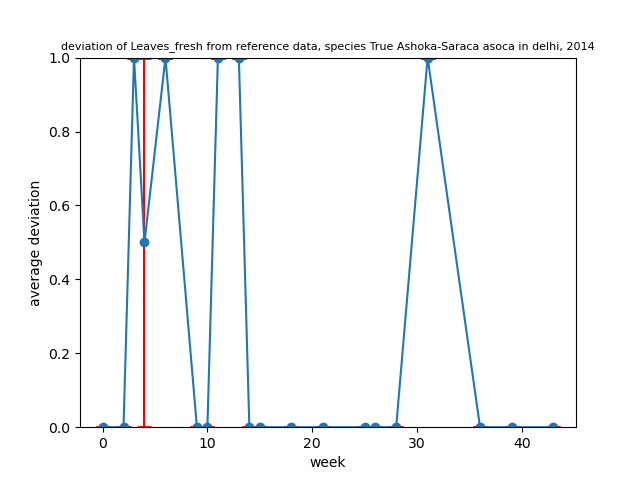 deviation of Leaves_fresh from reference data, species True Ashoka-Saraca asoca in delhi, 2014
1.0
0.8
0.6
0.4
0.2
0.0
average deviation
0 10 20 30 40
week